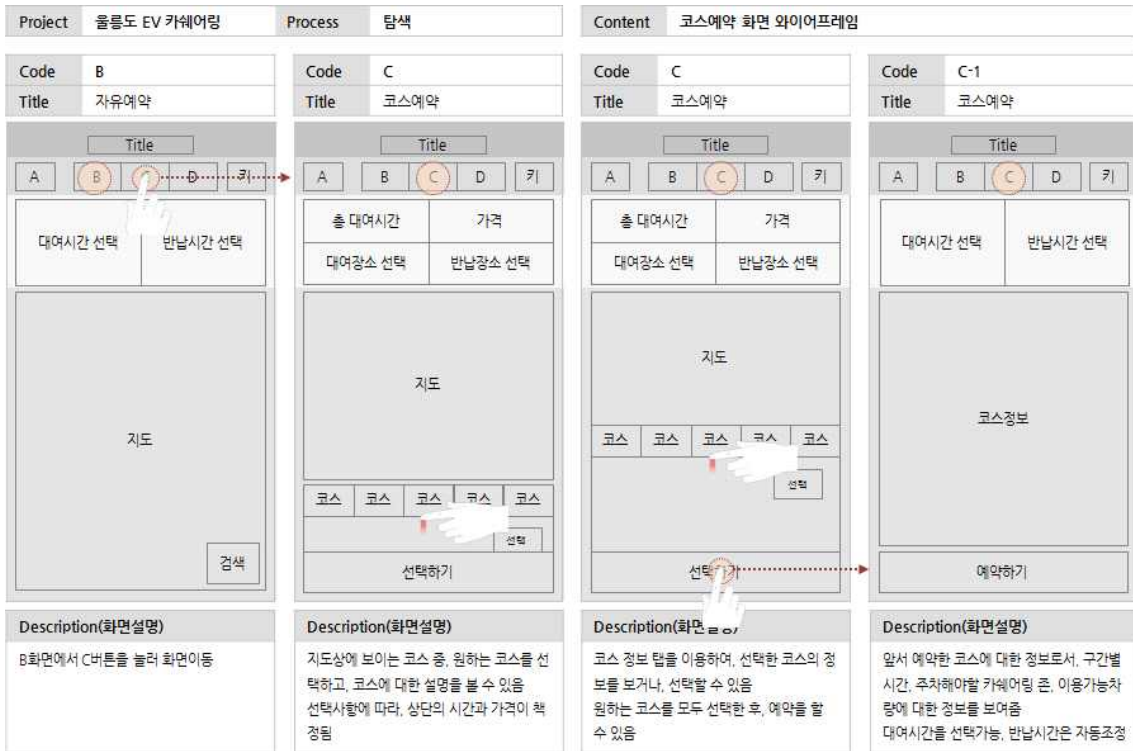 Project 울릉도 EV 카쉐어링 Process 탐색 Content 코스예약 화면 와이어프레임
Code B
Title 자유예약
Title
A B C D 키
대여시간 선택 반납시간 선택
지도
검색
Description(화면설명)
B화면에서 C버튼을 눌러 화면이동
Code C
Title 코스예약
Title
A B C D 키
총 대여시간 가격
대여장소 선택 반납장소 선택
지도
코스 코스 코스 코스 코스
선택
선택하기
Description(화면설명)
지도상에 보이는 코스 중, 원하는 코스를 선
택하고, 코스에 대한 설명을 볼 수 있음
선택사항에 따라, 상단의 시간과 가격이 책
정됨
Code C
Title 코스예약
Title
A B C D 키
총 대여시간 가격
대여장소 선택 반납장소 선택
지도
코스 코스 코스 코스 코스
선택
선택하기
Description(화면설명)
코스 정보 탭을 이용하여, 선택한 코스의 정
보를 보거나, 선택할 수 있음
원하는 코스를 모두 선택한 후, 예약을 할
수 있음
Code C-1
Title 코스예약
Title
A B C D 키
대여시간 선택 반납시간 선택
코스정보
예약하기
Description(화면설명)
앞서 예약한 코스에 대한 정보로서, 구간별
시간, 주차해야할 카쉐어링 존, 이용가능차
량에 대한 정보를 보여줌
대여시간을 선택가능, 반납시간은 자동조정